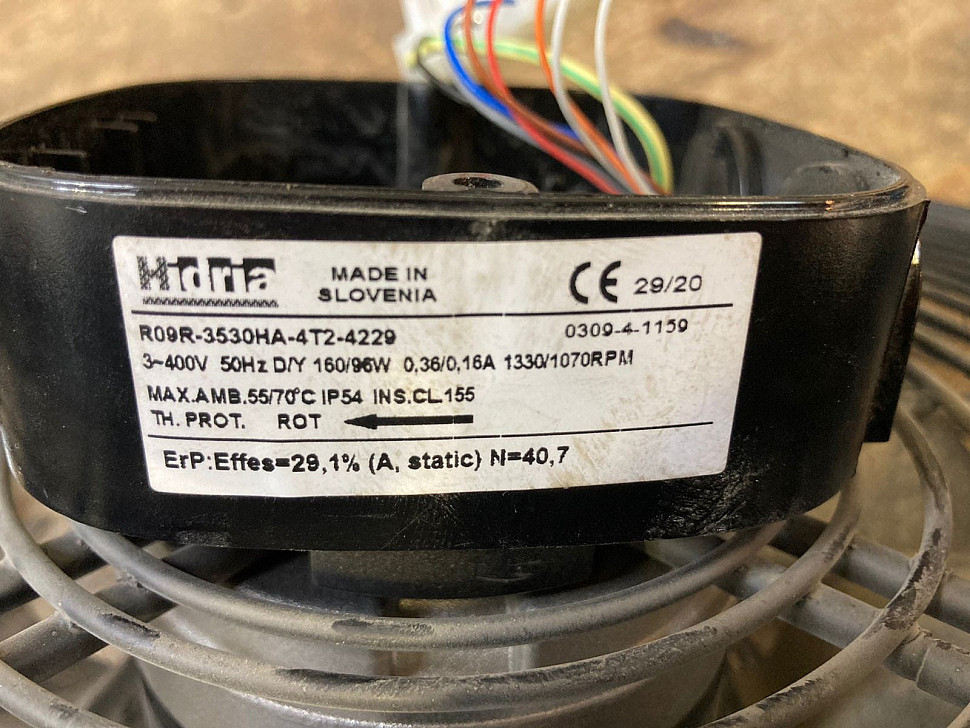 Hidria
MADE IN
SLOVENIA
CE 29/20
R09R-3530HA-4T2-4229 0309-4-1159
3~400V 50Hz D/Y 160/96W 0,36/0,16A 1330/1070RPM
MAX.AMB.55/70°C IP54 INS.CL.155
TH. PROT. ROT
ErP:Effes=29,1% (A, static) N=40,7